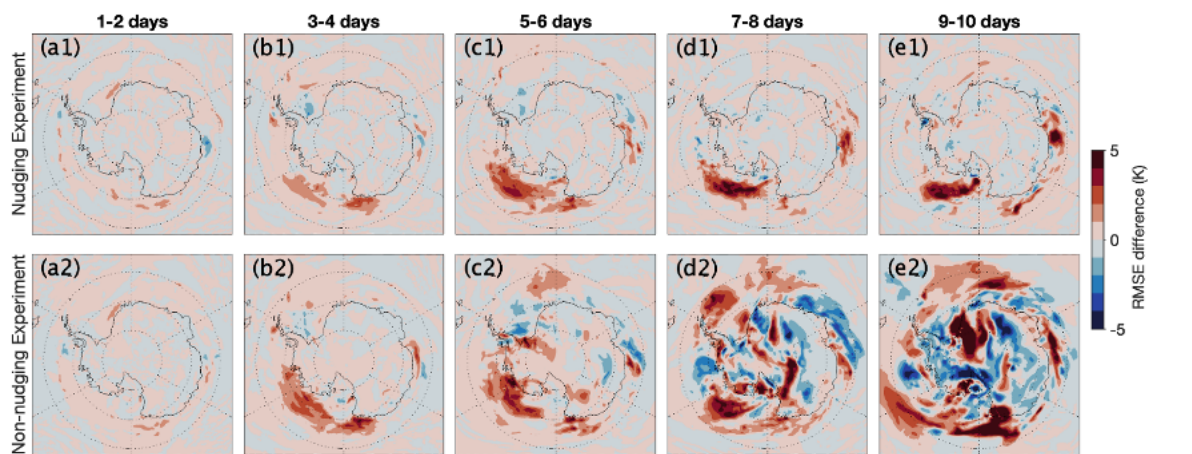 1-2 days 3-4 days 5-6 days 7-8 days 9-10 days
Nudging Experiment
(a1) (b1) (c1) (d1) (e1)
5
0
-5
RMSE difference (K)
Non-nudging Experiment
(a2) (b2) (c2) (d2) (e2)